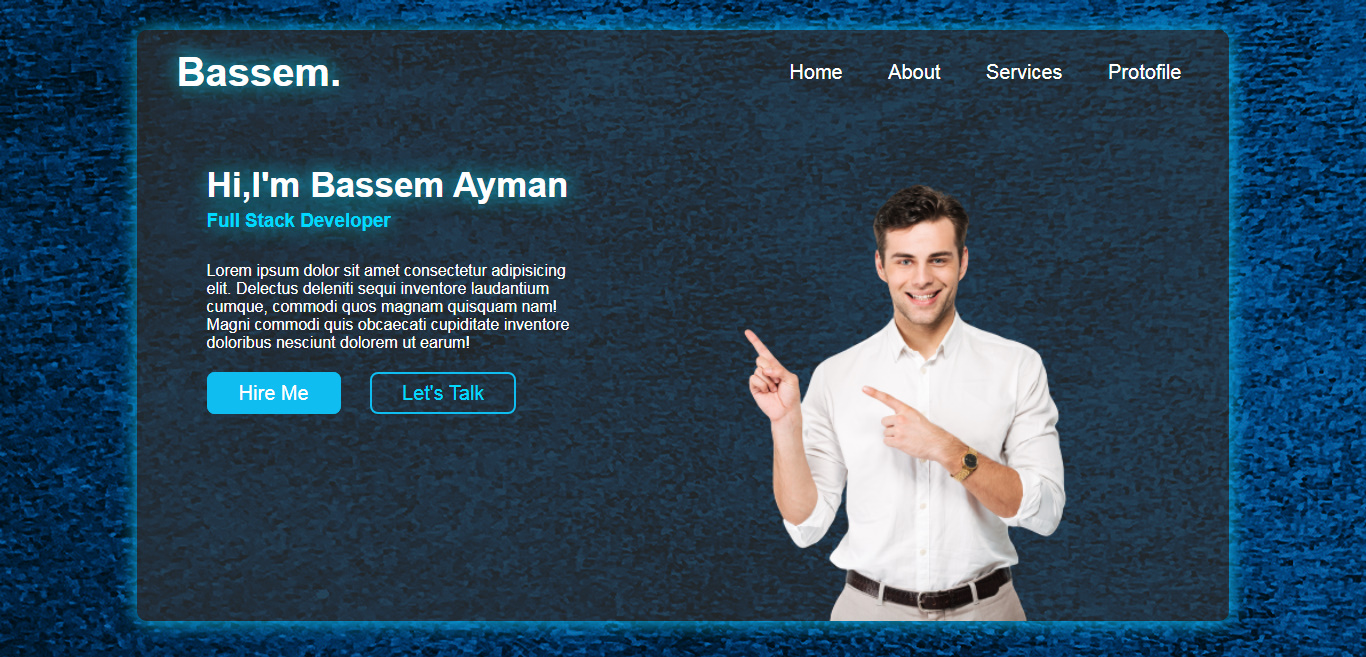 Bassem.
Home About Services Protofile
Hi,I'm Bassem Ayman
Full Stack Developer
Lorem ipsum dolor sit amet consectetur adipisicing
elit. Delectus deleniti sequi inventore laudantium
cumque, commodi quos magnam quisquam nam!
Magni commodi quis obcaecati cupiditate inventore
doloribus nesciunt dolorem ut earum!
Hire Me Let's Talk